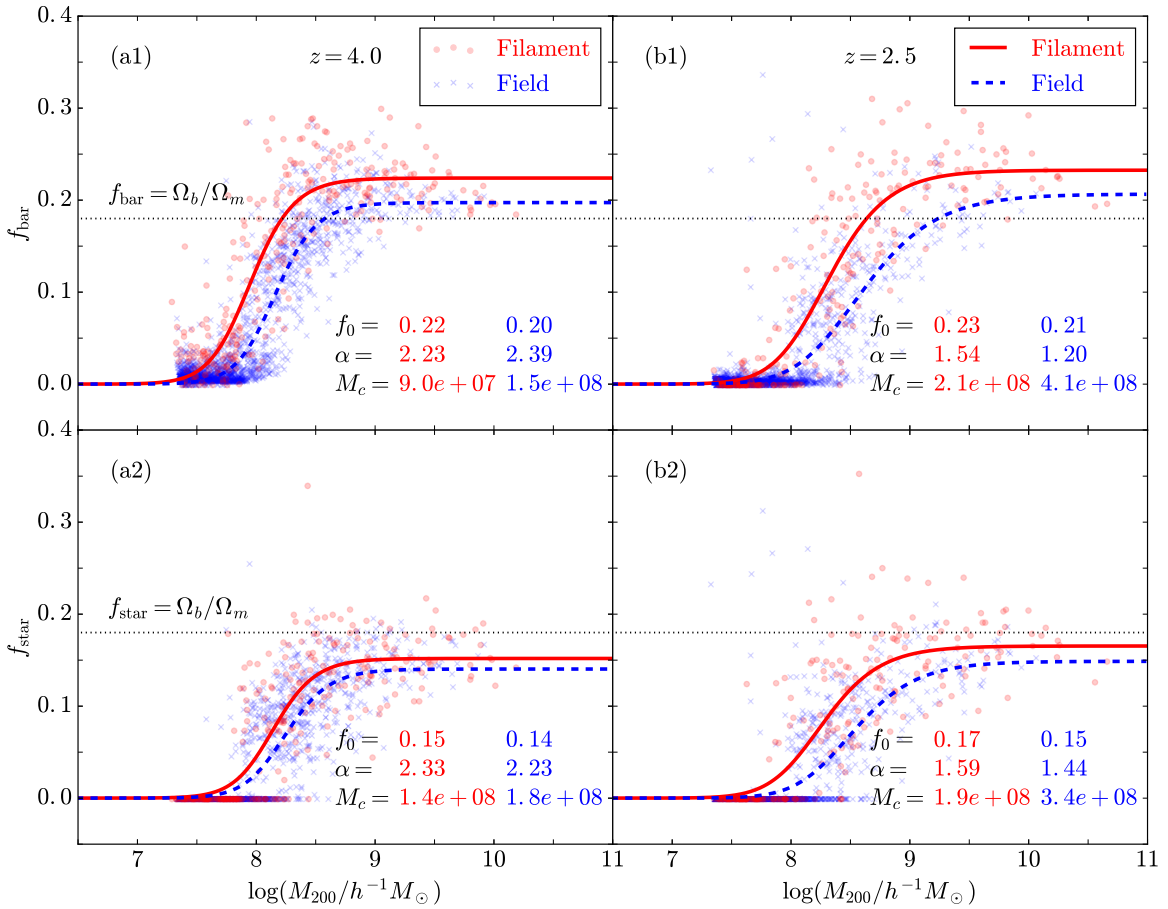 (a1) z = 4.0
Filament
Field
f_bar = Ω_b/Ω_m
f_0 = 0.22 0.20
α = 2.23 2.39
M_c = 9.0e + 07 1.5e + 08
f_bar
0.4
0.3
0.2
0.1
0.0
(b1) z = 2.5
Filament
Field
f_0 = 0.23 0.21
α = 1.54 1.20
M_c = 2.1e + 08 4.1e + 08
(a2)
f_star = Ω_b/Ω_m
f_0 = 0.15 0.14
α = 2.33 2.23
M_c = 1.4e + 08 1.8e + 08
f_star
0.4
0.3
0.2
0.1
0.0
7 8 9 10 11
log(M_200/h^{-1}M_⊙)
(b2)
f_0 = 0.17 0.15
α = 1.59 1.44
M_c = 1.9e + 08 3.4e + 08
7 8 9 10 11
log(M_200/h^{-1}M_⊙)